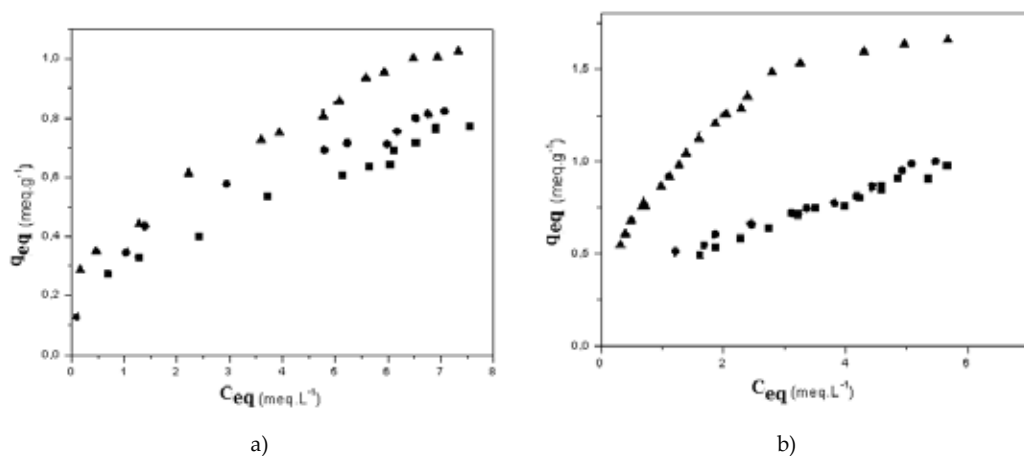 1,0
0,8
0,6
0,4
0,2
0,0
qeq (meq.g⁻¹)
0 1 2 3 4 5 6 7 8
Ceq (meq.L⁻¹)
a)
1,5
1,0
0,5
0,0
qeq (meq.g⁻¹)
0 2 4 6
Ceq (meq.L⁻¹)
b)